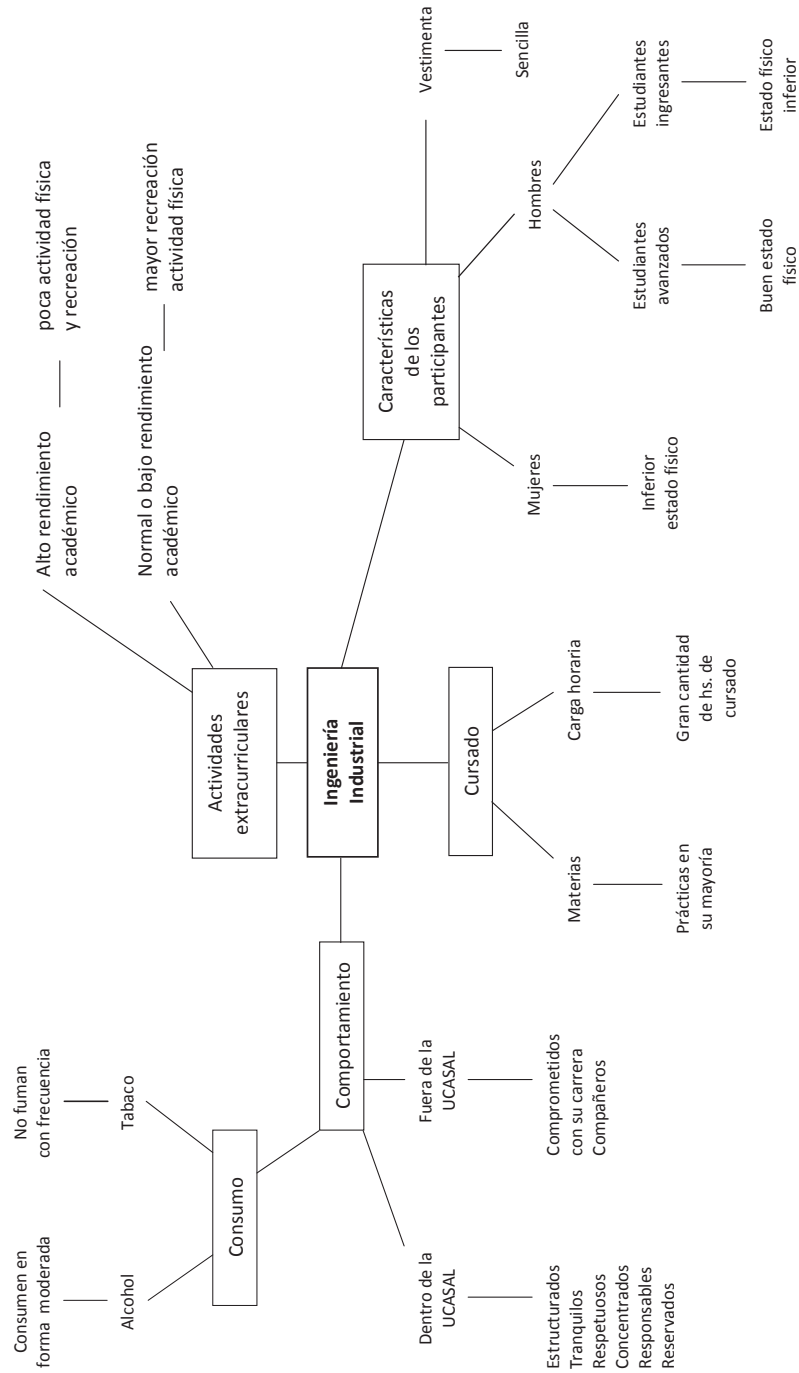 Consumen en
forma moderada
Alcohol
No fuman
con frecuencia
Tabaco
Consumo
Comportamiento
Dentro de la
UCASAL
Estructurados
Tranquilos
Respetuosos
Concentrados
Responsables
Reservados
Fuera de la
UCASAL
Comprometidos
con su carrera
Compañeros
Actividades
extracurriculares
Alto rendimiento
académico
poca actividad física
y recreación
Normal o bajo rendimiento
académico
mayor recreación
actividad física
Ingeniería
Industrial
Cursado
Materias
Prácticas en
su mayoría
Carga horaria
Gran cantidad
de hs. de
cursado
Características
de los
participantes
Mujeres
Inferior
estado físico
Hombres
Estudiantes
avanzados
Buen estado
físico
Estudiantes
ingresantes
Estado físico
inferior
Vestimenta
Sencilla